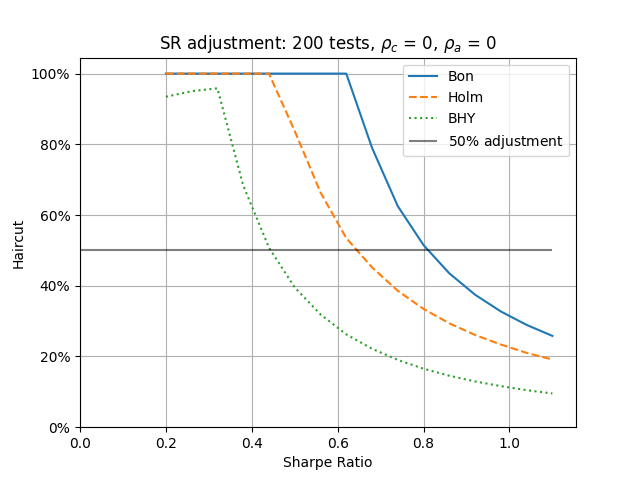 SR adjustment: 200 tests, ρc = 0, ρa = 0
Bon
Holm
BHY
50% adjustment
100%
80%
60%
40%
20%
0%
Haircut
0.0 0.2 0.4 0.6 0.8 1.0
Sharpe Ratio